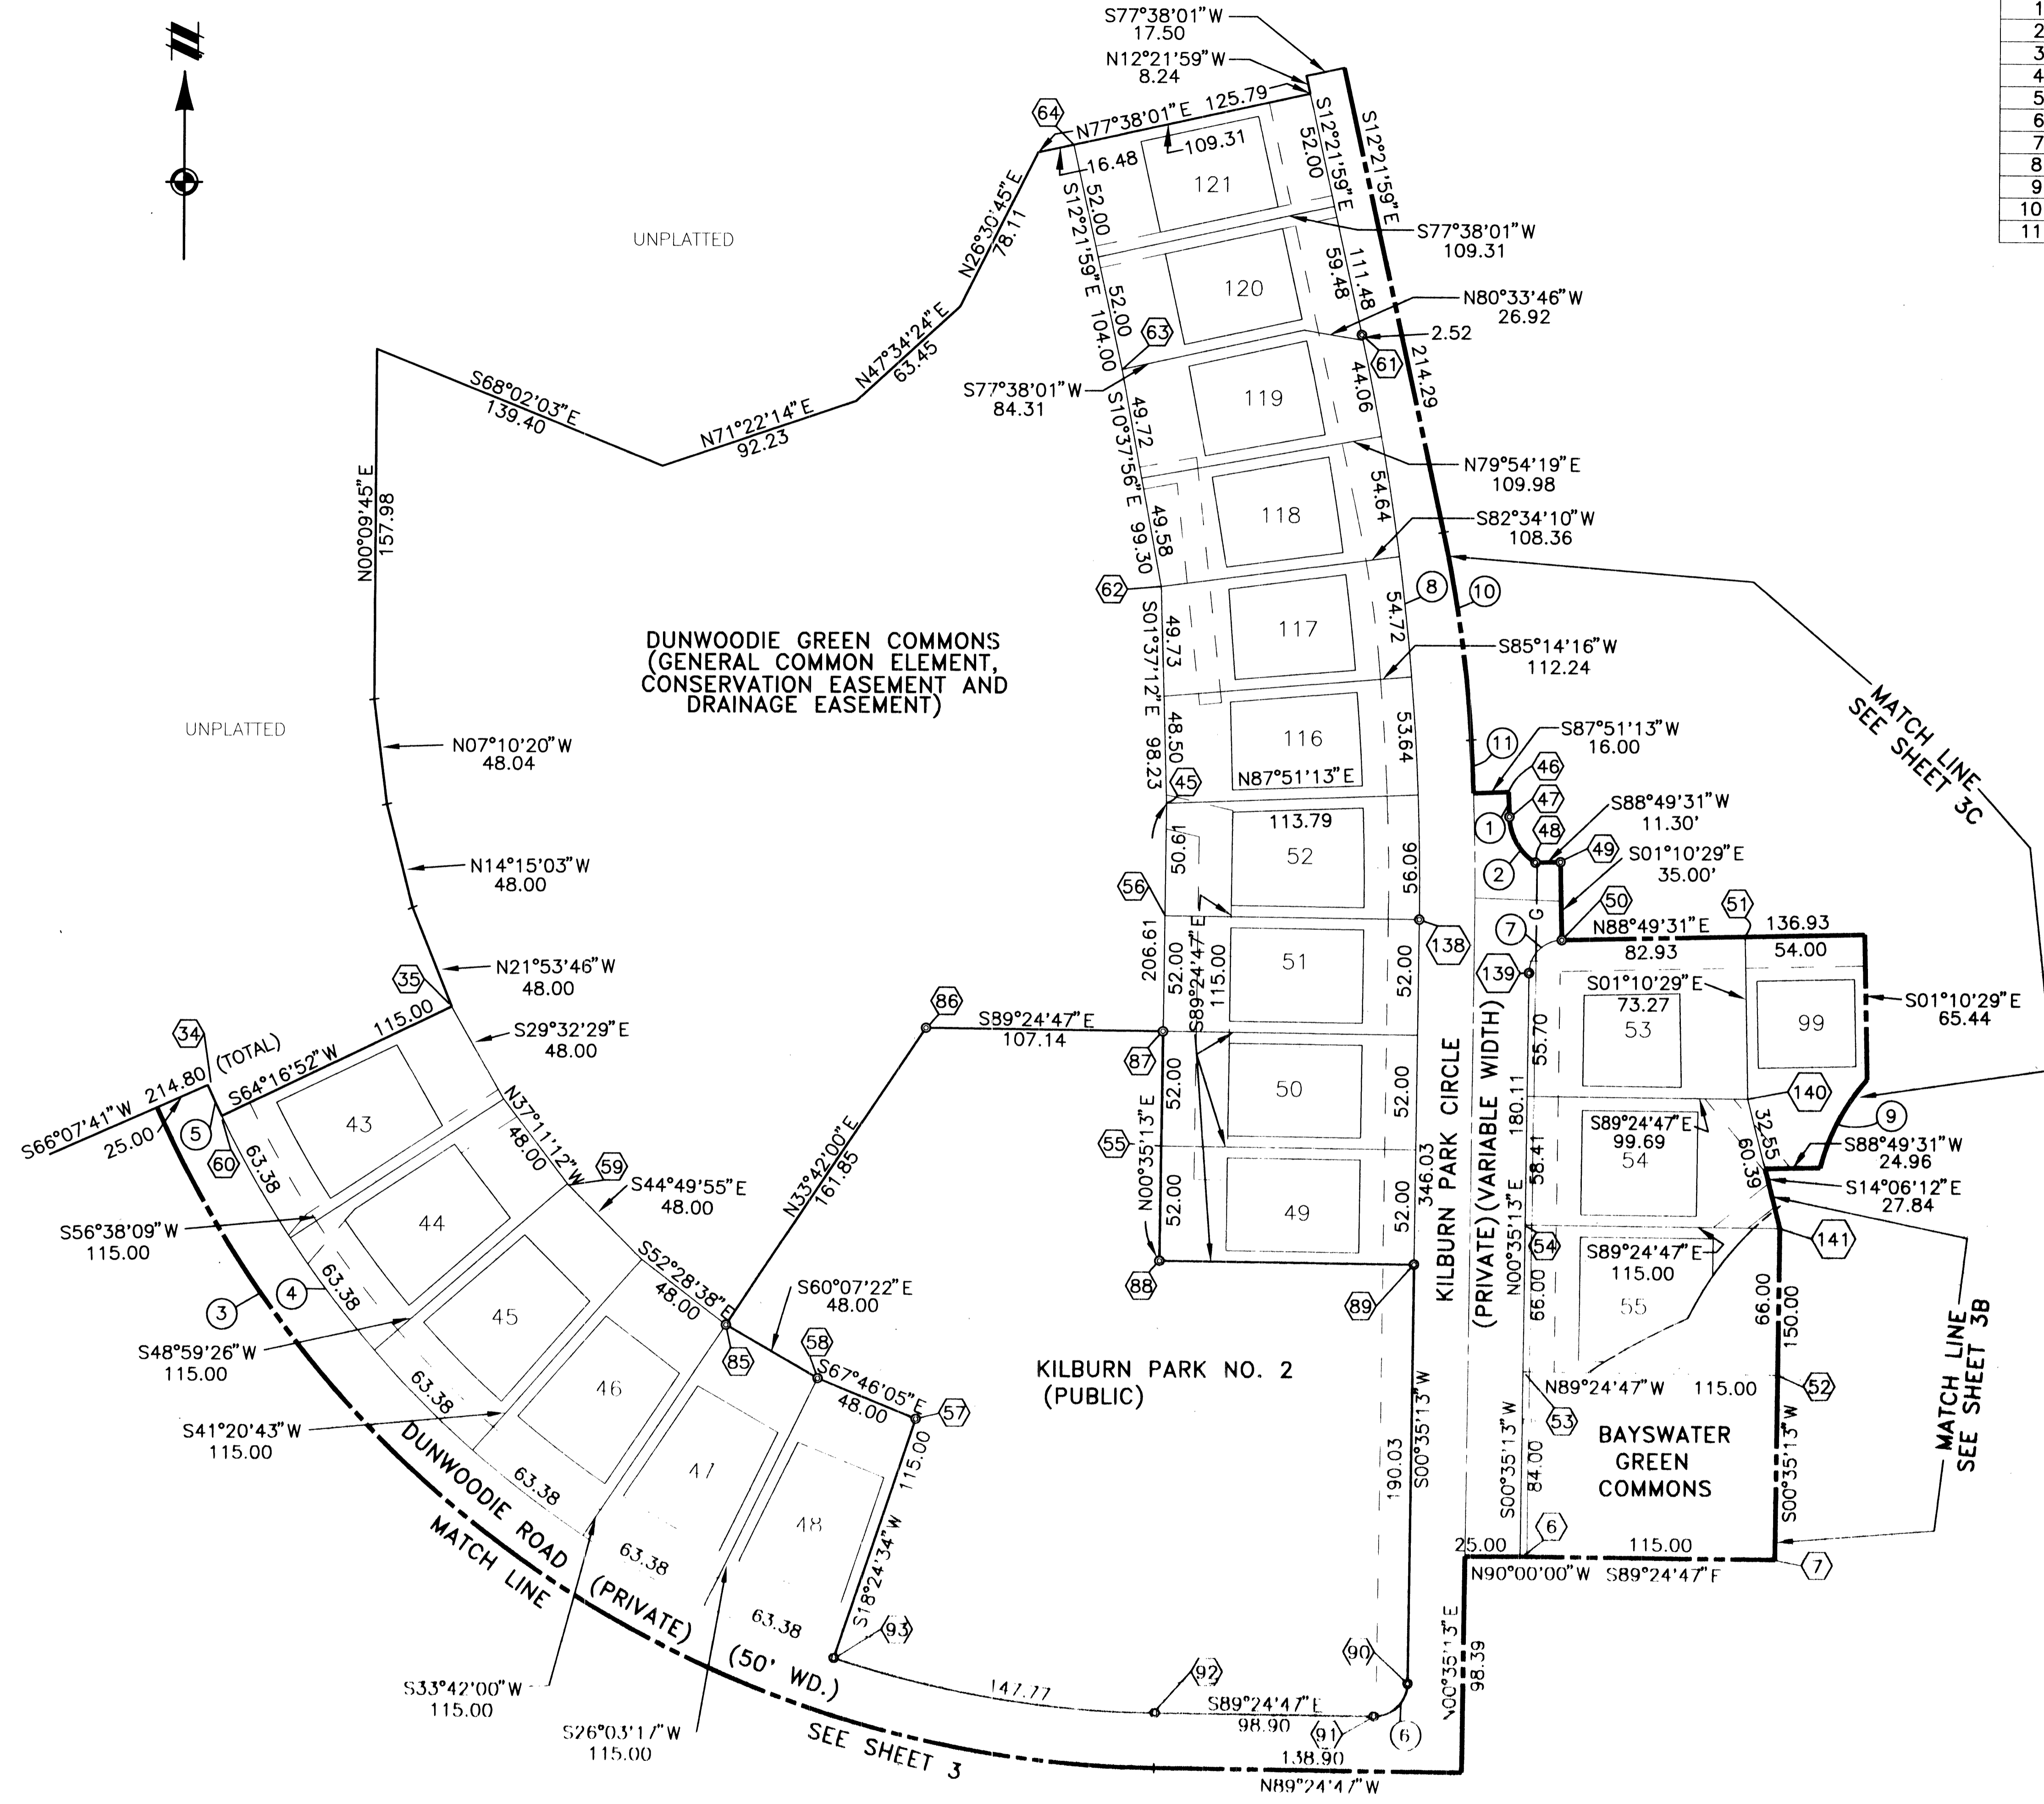 S77°38'01"W
17.50
N12°21'59"W
8.24
1
2
3
4
5
6
7
8
9
10
11
64
N77°38'01"E 125.79
16.48
109.31
S12°21'59"E
52.00
S12°21'59"E
121
52.00
S12°21'59"E 104.00
N26°30'45"E
78.11
UNPLATTED
S77°38'01"W
109.31
111.48
59.48
120
52.00
N80°33'46"W
26.92
63
2.52
61
N47°34'24"E
63.45
S77°38'01"W
84.31
214.29
44.06
119
S68°02'03"E
139.40
N71°22'14"E
92.23
49.72
S10°37'56"E 99.30
N79°54'19"E
109.98
N00°09'45"E
157.98
54.64
118
49.58
S82°34'10"W
108.36
62
8
10
54.72
117
49.73
S01°37'12"E 98.23
DUNWOODIE GREEN COMMONS
(GENERAL COMMON ELEMENT,
CONSERVATION EASEMENT AND
DRAINAGE EASEMENT)
S85°14'16"W
112.24
MATCH LINE
SEE SHEET 3C
UNPLATTED
N07°10'20"W
48.04
116
48.50
53.64
N87°51'13"E
113.79
S87°51'13"W
16.00
11
46
45
47
1
48
S88°49'31"W
11.30'
49
2
S01°10'29"E
35.00'
N14°15'03"W
48.00
52
50.61
56.06
56
50
51
G
7
138
N88°49'31"E
136.93
82.93
54.00
139
N21°53'46"W
48.00
35
206.61
52.00
S89°24'47"E
115.00
51
52.00
S01°10'29"E
73.27
53
99
S01°10'29"E
65.44
86
S89°24'47"E
107.14
87
34
214.80
(TOTAL)
115.00
S64°16'52"W
S29°32'29"E
48.00
S66°07'41"W
25.00
5
60
43
52.00
N00°35'13"E
50
52.00
55.70
180.11
140
9
32.55
60.39
S88°49'31"W
24.96
S14°06'12"E
27.84
S89°24'47"E
99.69
54
58.41
55
N37°11'12"W
48.00
59
S44°49'55"E
48.00
63.38
44
N33°42'00"E
161.85
52.00
49
52.00
346.03
KILBURN PARK CIRCLE
(PRIVATE)(VARIABLE WIDTH)
N00°35'13"E
54
141
S89°24'47"E
115.00
66.00
55
66.00
150.00
S56°38'09"W
115.00
4
3
63.38
S52°28'38"E
48.00
88
89
S60°07'22"E
48.00
45
S48°59'26"W
115.00
85
58
S67°46'05"E
48.00
57
KILBURN PARK NO. 2
(PUBLIC)
MATCH LINE
SEE SHEET 3B
N89°24'47"W 115.00
52
53
46
63.38
S41°20'43"W
115.00
BAYSWATER
GREEN
COMMONS
S00°35'13"W
84.00
S00°35'13"W
190.03
S00°35'13"W
115.00
S18°24'34"W
47
48
63.38
DUNWOODIE ROAD (PRIVATE) (50' WD.)
63.38
63.38
6
25.00
115.00
N90°00'00"W
S89°24'47"E
7
N00°35'13"E
98.39
93
90
92
147.77
S89°24'47"E
98.90
91
6
S33°42'00"W
115.00
S26°03'17"W
115.00
MATCH LINE
SEE SHEET 3
138.90
N89°24'47"W